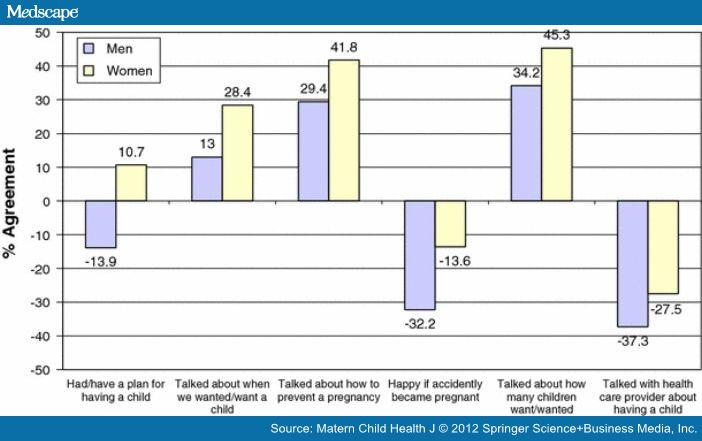 Medscape
50
40
30
20
10
0
-10
-20
-30
-40
-50
% Agreement
Men
Women
-13.9
10.7
13
28.4
29.4
41.8
-32.2
-13.6
34.2
45.3
-37.3
-27.5
Had/have a plan for
having a child
Talked about when
we wanted/want a
child
Talked about how to
prevent a pregnancy
Happy if accidently
became pregnant
Talked about how
many children
want/wanted
Talked with health
care provider about
having a child
Source: Matern Child Health J © 2012 Springer Science+Business Media, Inc.